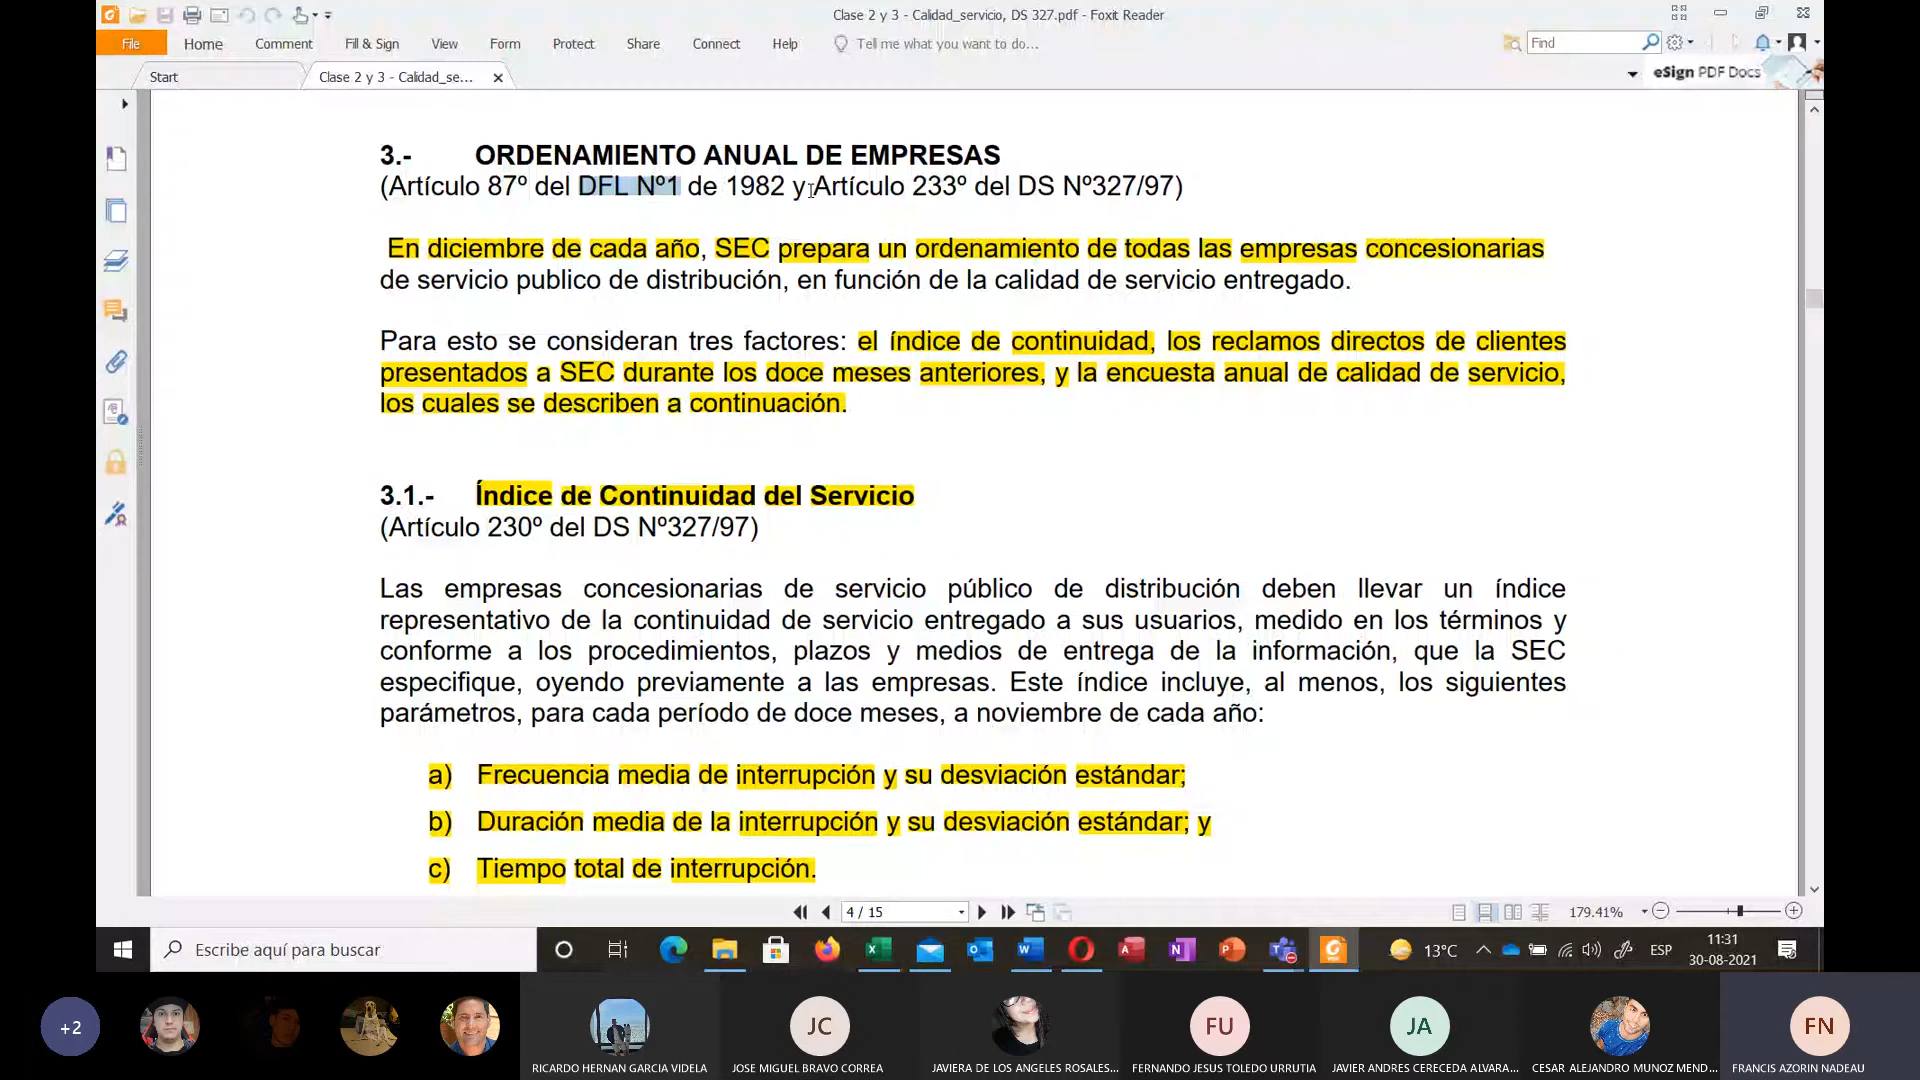 Clase 2 y 3 - Calidad_servicio, DS 327.pdf - Foxit Reader
File Home Comment Fill & Sign View Form Protect Share Connect Help Tell me what you want to do... Find
Start Clase 2 y 3 - Calidad_se... eSign PDF Docs
3.- ORDENAMIENTO ANUAL DE EMPRESAS
(Artículo 87º del DFL Nº1 de 1982 y Artículo 233º del DS Nº327/97)
En diciembre de cada año, SEC prepara un ordenamiento de todas las empresas concesionarias
de servicio publico de distribución, en función de la calidad de servicio entregado.
Para esto se consideran tres factores: el índice de continuidad, los reclamos directos de clientes
presentados a SEC durante los doce meses anteriores, y la encuesta anual de calidad de servicio,
los cuales se describen a continuación.
3.1.- Índice de Continuidad del Servicio
(Artículo 230º del DS Nº327/97)
Las empresas concesionarias de servicio público de distribución deben llevar un índice
representativo de la continuidad de servicio entregado a sus usuarios, medido en los términos y
conforme a los procedimientos, plazos y medios de entrega de la información, que la SEC
especifique, oyendo previamente a las empresas. Este índice incluye, al menos, los siguientes
parámetros, para cada período de doce meses, a noviembre de cada año:
a) Frecuencia media de interrupción y su desviación estándar;
b) Duración media de la interrupción y su desviación estándar; y
c) Tiempo total de interrupción.
4 / 15 179.41%
Escribe aquí para buscar 13°C ESP 11:31
30-08-2021
+2 JC FU JA FN
RICARDO HERNAN GARCIA VIDELA JOSE MIGUEL BRAVO CORREA JAVIERA DE LOS ANGELES ROSALES... FERNANDO JESUS TOLEDO URRUTIA JAVIER ANDRES CERECEDA ALVARA... CESAR ALEJANDRO MUNOZ MEND... FRANCIS AZORIN NADEAU